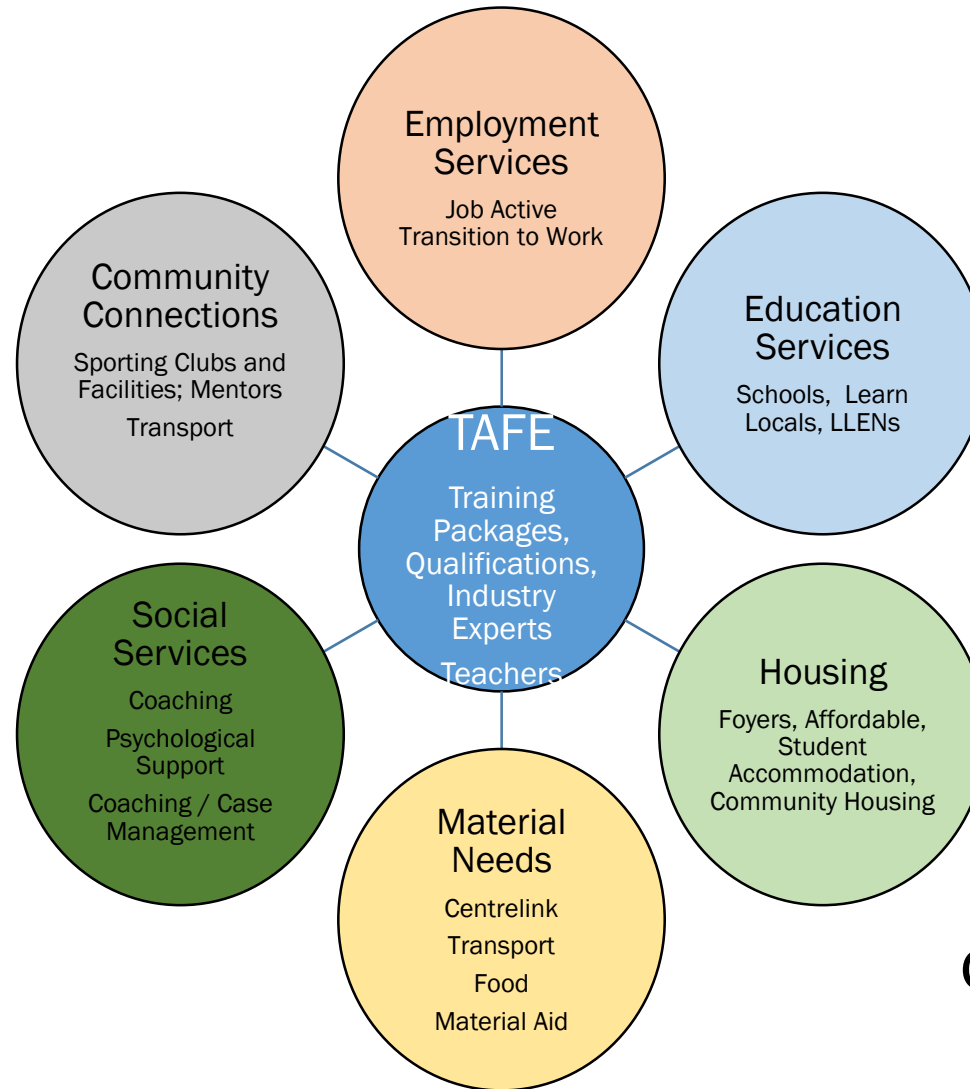 Employment
Services
Job Active
Transition to Work
Community
Connections
Sporting Clubs and
Facilities; Mentors
Transport
Education
Services
Schools, Learn
Locals, LLENs
TAFE
Training
Packages,
Qualifications,
Industry
Experts
Teachers
Social
Services
Coaching
Psychological
Support
Coaching / Case
Management
Housing
Foyers, Affordable,
Student
Accommodation,
Community Housing
Material
Needs
Centrelink
Transport
Food
Material Aid